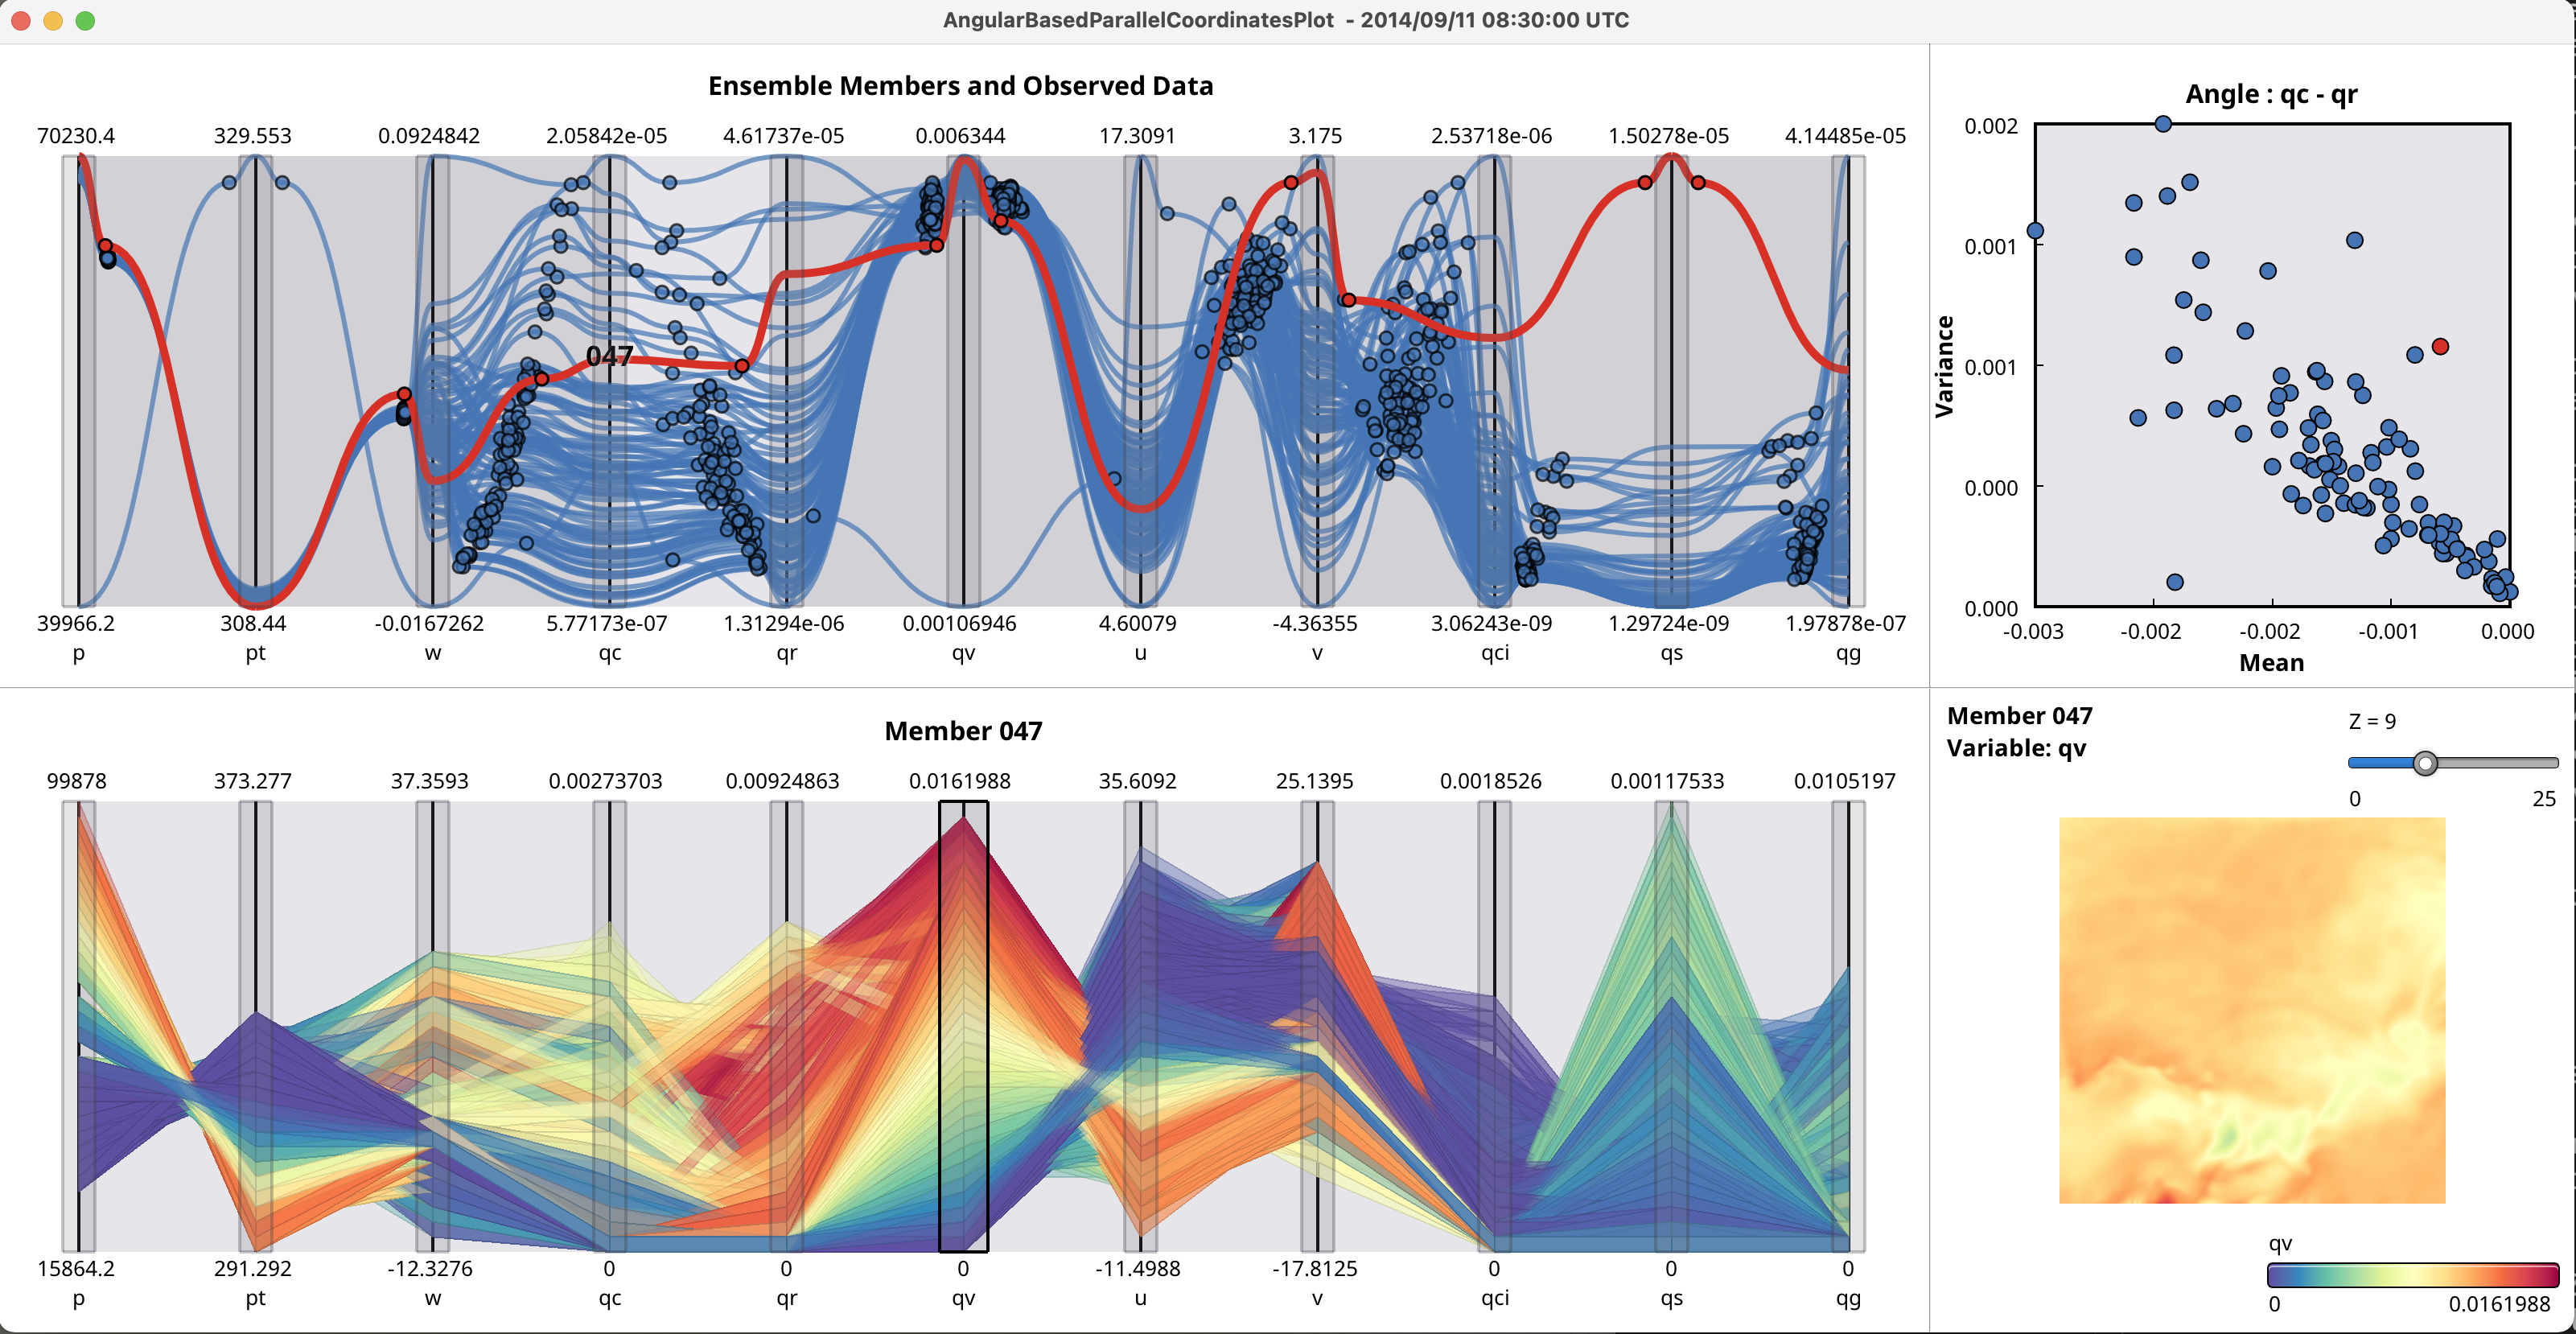 AngularBasedParallelCoordinatesPlot - 2014/09/11 08:30:00 UTC
Ensemble Members and Observed Data
70230.4 329.553 0.0924842 2.05842e-05 4.61737e-05 0.006344 17.3091 3.175 2.53718e-06 1.50278e-05 4.14485e-05
047
39966.2 308.44 -0.0167262 5.77173e-07 1.31294e-06 0.00106946 4.60079 -4.36355 3.06243e-09 1.29724e-09 1.97878e-07
p pt w qc qr qv u v qci qs qg
Angle : qc - qr
0.002
0.001
0.001
0.000
0.000
Variance
-0.003 -0.002 -0.002 -0.001 0.000
Mean
Member 047
99878 373.277 37.3593 0.00273703 0.00924863 0.0161988 35.6092 25.1395 0.0018526 0.00117533 0.0105197
15864.2 291.292 -12.3276 0 0 0 -11.4988 -17.8125 0 0 0
p pt w qc qr qv u v qci qs qg
Member 047
Variable: qv
Z = 9
0 25
qv
0 0.0161988